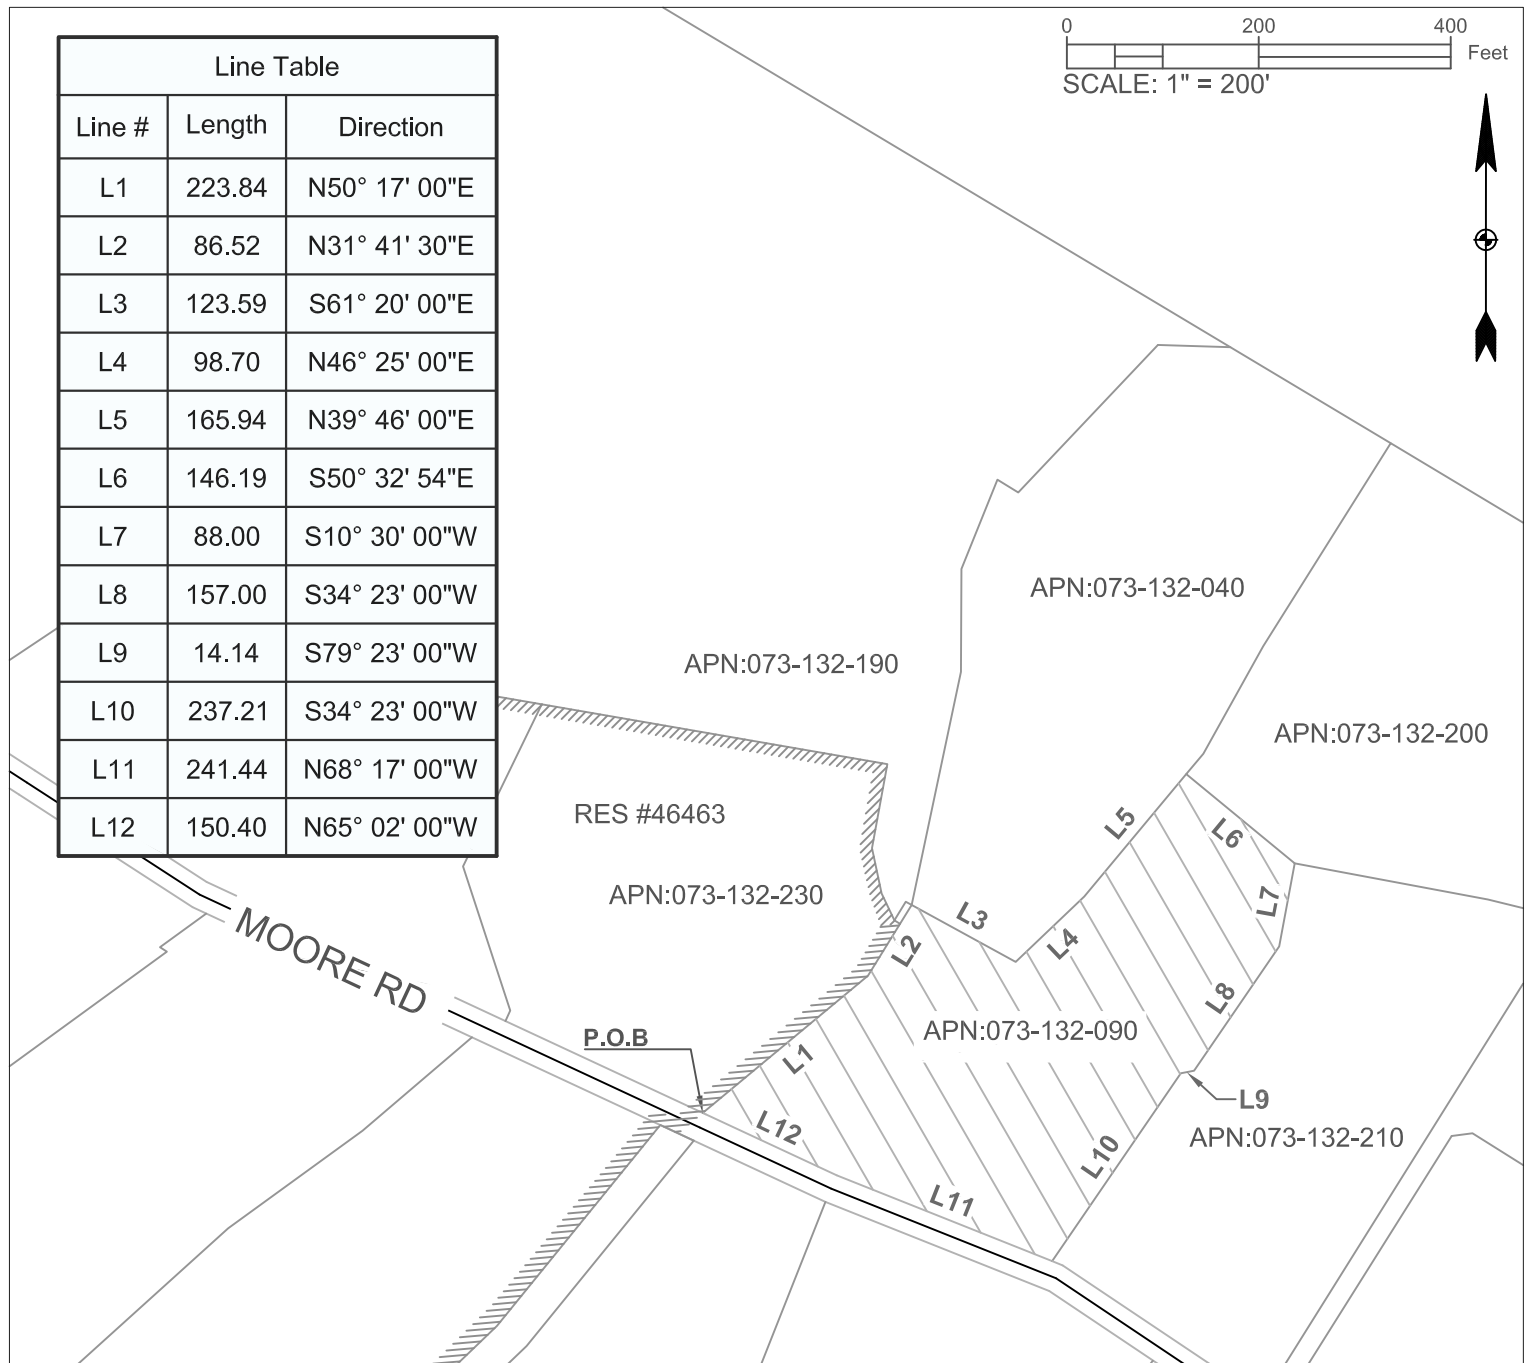 Line Table
Line # Length Direction
L1 223.84 N50° 17' 00"E
L2 86.52 N31° 41' 30"E
L3 123.59 S61° 20' 00"E
L4 98.70 N46° 25' 00"E
L5 165.94 N39° 46' 00"E
L6 146.19 S50° 32' 54"E
L7 88.00 S10° 30' 00"W
L8 157.00 S34° 23' 00"W
L9 14.14 S79° 23' 00"W
L10 237.21 S34° 23' 00"W
L11 241.44 N68° 17' 00"W
L12 150.40 N65° 02' 00"W
0 200 400
Feet
SCALE: 1" = 200'
APN:073-132-040
APN:073-132-190
APN:073-132-200
RES #46463
APN:073-132-230
L5
L6
L7
L3
L4
L2
MOORE RD
L8
APN:073-132-090
P.O.B
L1
L9
L12
APN:073-132-210
L10
L11